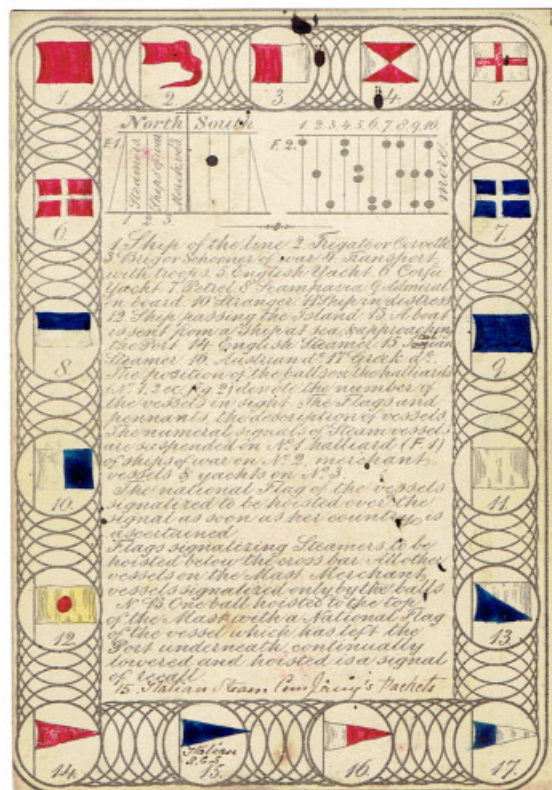 1. 2. 3. 4. 5.
North South
1.2.3.4.5.6.7.8.9.10.
F.1. F. 2.
Steamers
Ships of war
Merch ves
more.
1 2 3
6. 7.
8. 9.
10. 11.
12. 13.
1 Ship of the line 2 Frigate or Corvette
3 Brig or Schooner of war 4 Transport
with troops 5 English Yacht 6 Corfu
Yacht 7 Petrel 8 Scampavia 9 Admiral
on board 10 Stranger 11 Ship in distress
12 Ship passing the Island 13 A boat
is sent from a ship at sea & approaching
the Port 14 English Steamer 15
Steamer 16 Austrian do. 17 Greek do.
The position of the balls on the halliards
No. 1, 2 &c, fig 2) denote the number of
the vessels in sight. The Flags and
pennants the description of vessels
The numeral signals of Steam vessels
are suspended in No. 1 halliard (F. 1)
of ships of war on No. 2, merchant
vessels & yachts on No. 3
The national Flag of the vessels
signalized to be hoisted over the
signal as soon as her country is
ascertained
Flags signalizing Steamers to be
hoisted below the cross bar All other
vessels on the Mast Merchant
vessels signalized only by the balls
N B One ball hoisted to the top
of the Mast with a National Flag
of the vessel which has left the
Port underneath continually
lowered and hoisted is a signal
of recall
15. Italian Steam Company's Packets
14. 15. 16. 17.
Italian